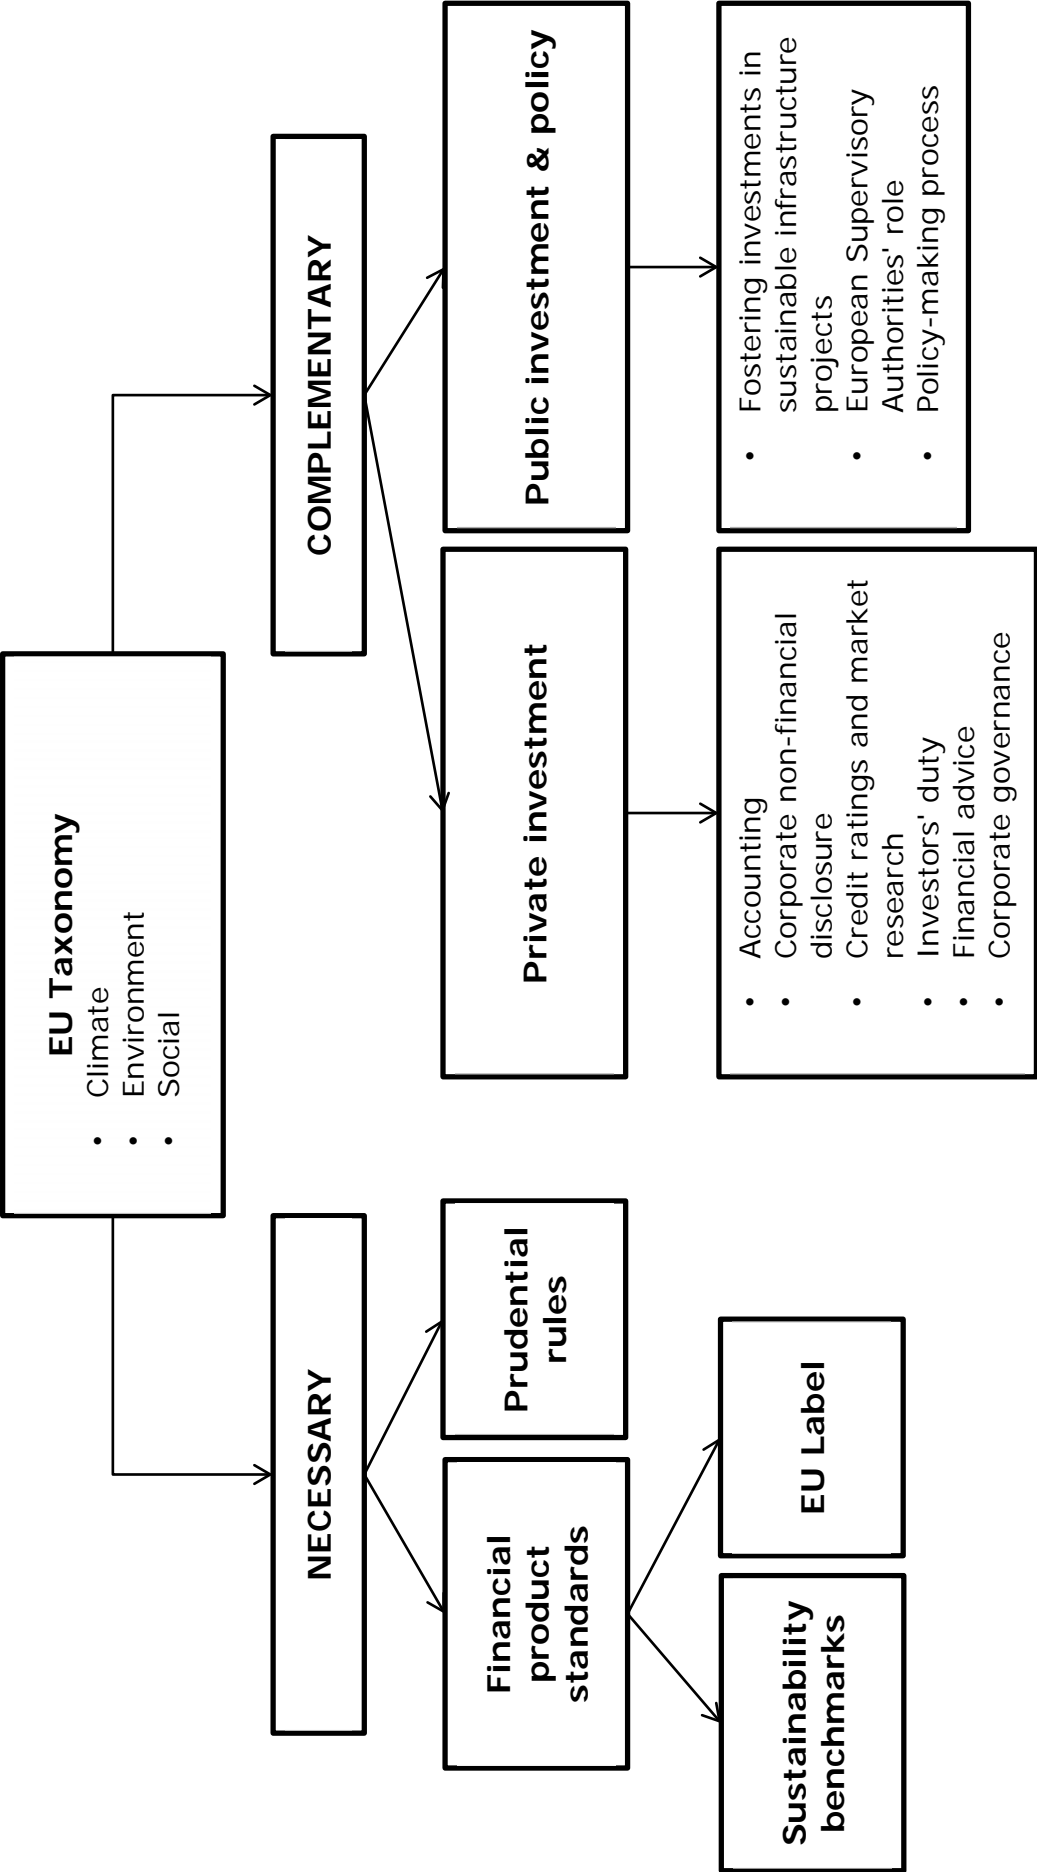 EU Taxonomy
• Climate
• Environment
• Social
NECESSARY
COMPLEMENTARY
Financial
product
standards
Prudential
rules
Private investment
Public investment & policy
Sustainability
benchmarks
EU Label
• Accounting
• Corporate non-financial
disclosure
• Credit ratings and market
research
• Investors' duty
• Financial advice
• Corporate governance
• Fostering investments in
sustainable infrastructure
projects
• European Supervisory
Authorities' role
• Policy-making process